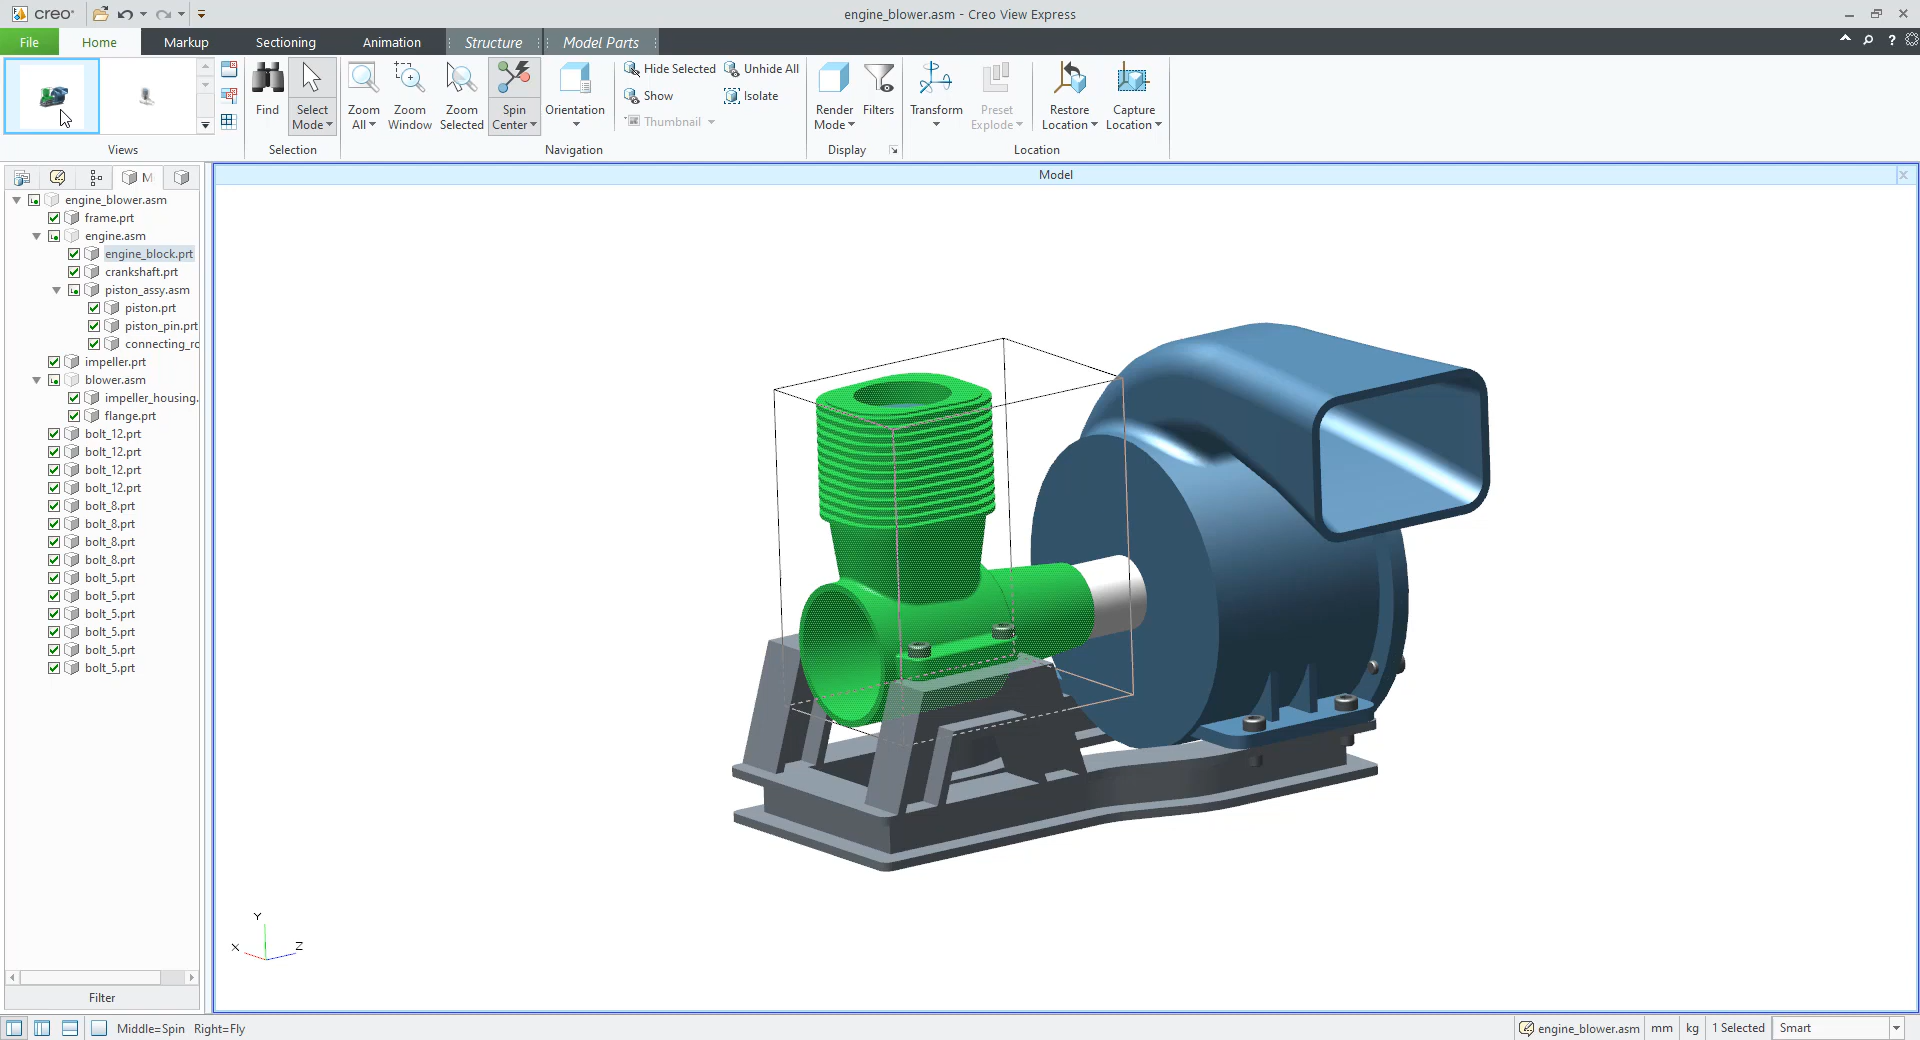 creo
engine_blower.asm - Creo View Express
File
Home
Markup
Sectioning
Animation
Structure
Model Parts
Find
Select Mode
Zoom All
Zoom Window
Zoom Selected
Spin Center
Orientation
Hide Selected
Unhide All
Show
Isolate
Thumbnail
Render Mode
Filters
Transform
Preset Explode
Restore Location
Capture Location
Views
Selection
Navigation
Display
Location
M
Model
engine_blower.asm
frame.prt
engine.asm
engine_block.prt
crankshaft.prt
piston_assy.asm
piston.prt
piston_pin.prt
connecting_ro
impeller.prt
blower.asm
impeller_housing.
flange.prt
bolt_12.prt
bolt_12.prt
bolt_12.prt
bolt_12.prt
bolt_8.prt
bolt_8.prt
bolt_8.prt
bolt_8.prt
bolt_5.prt
bolt_5.prt
bolt_5.prt
bolt_5.prt
bolt_5.prt
bolt_5.prt
Y
X
Z
Filter
Middle=Spin Right=Fly
engine_blower.asm
mm
kg
1 Selected
Smart